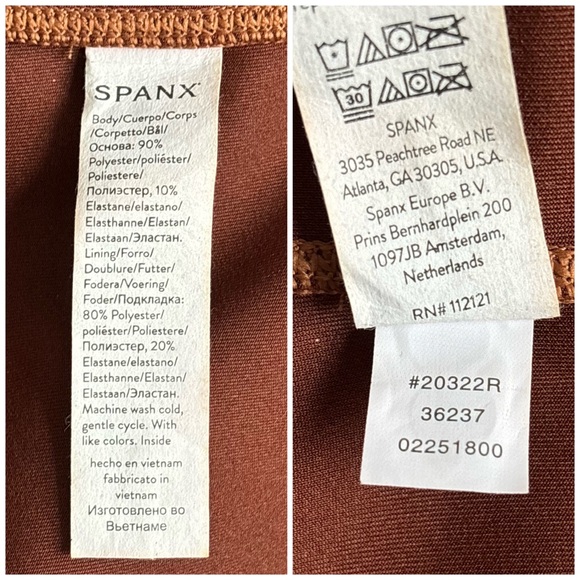 SPANX
Body/Cuerpo/Corps
/Corpetto/Bål/
Основа: 90%
Polyester/poliéster/
Poliestere/
Полиэстер, 10%
Elastane/elastano/
Elasthanne/Elastan/
Elastaan/Эластан.
Lining/Forro/
Doublure/Futter/
Fodera/Voering/
Foder/Подкладка:
80% Polyester/
poliéster/Poliestere/
Полиэстер, 20%
Elastane/elastano/
Elasthanne/Elastan/
Elastaan/Эластан.
Machine wash cold,
gentle cycle. With
like colors. Inside
hecho en vietnam
fabbricato in
vietnam
Изготовлено во
Вьетнаме
30
SPANX
3035 Peachtree Road NE
Atlanta, GA 30305, U.S.A.
Spanx Europe B.V.
Prins Bernhardplein 200
1097JB Amsterdam,
Netherlands
RN# 112121
#20322R
36237
02251800